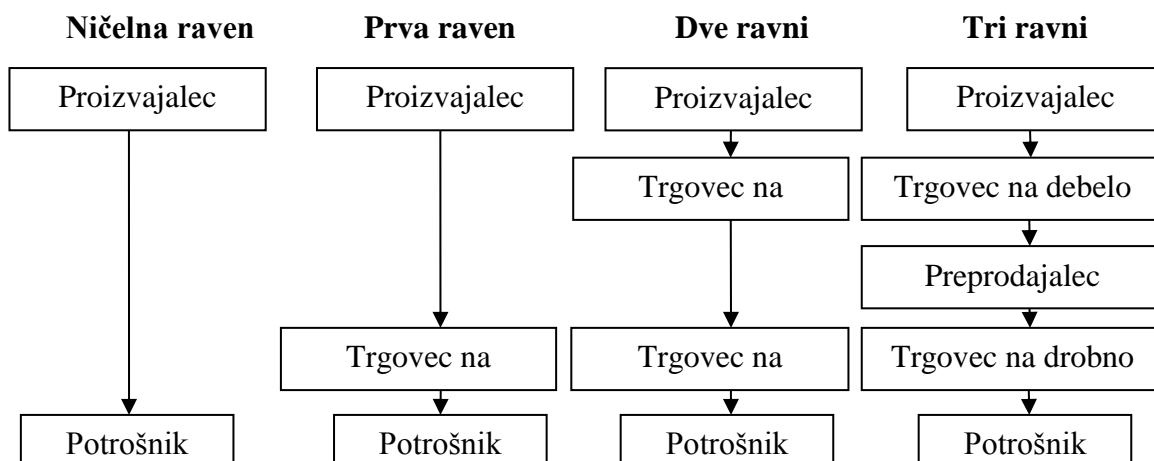 Ničelna raven Prva raven Dve ravni Tri ravni
Proizvajalec Proizvajalec Proizvajalec Proizvajalec
Trgovec na Trgovec na debelo
Preprodajalec
Trgovec na Trgovec na Trgovec na drobno
Potrošnik Potrošnik Potrošnik Potrošnik